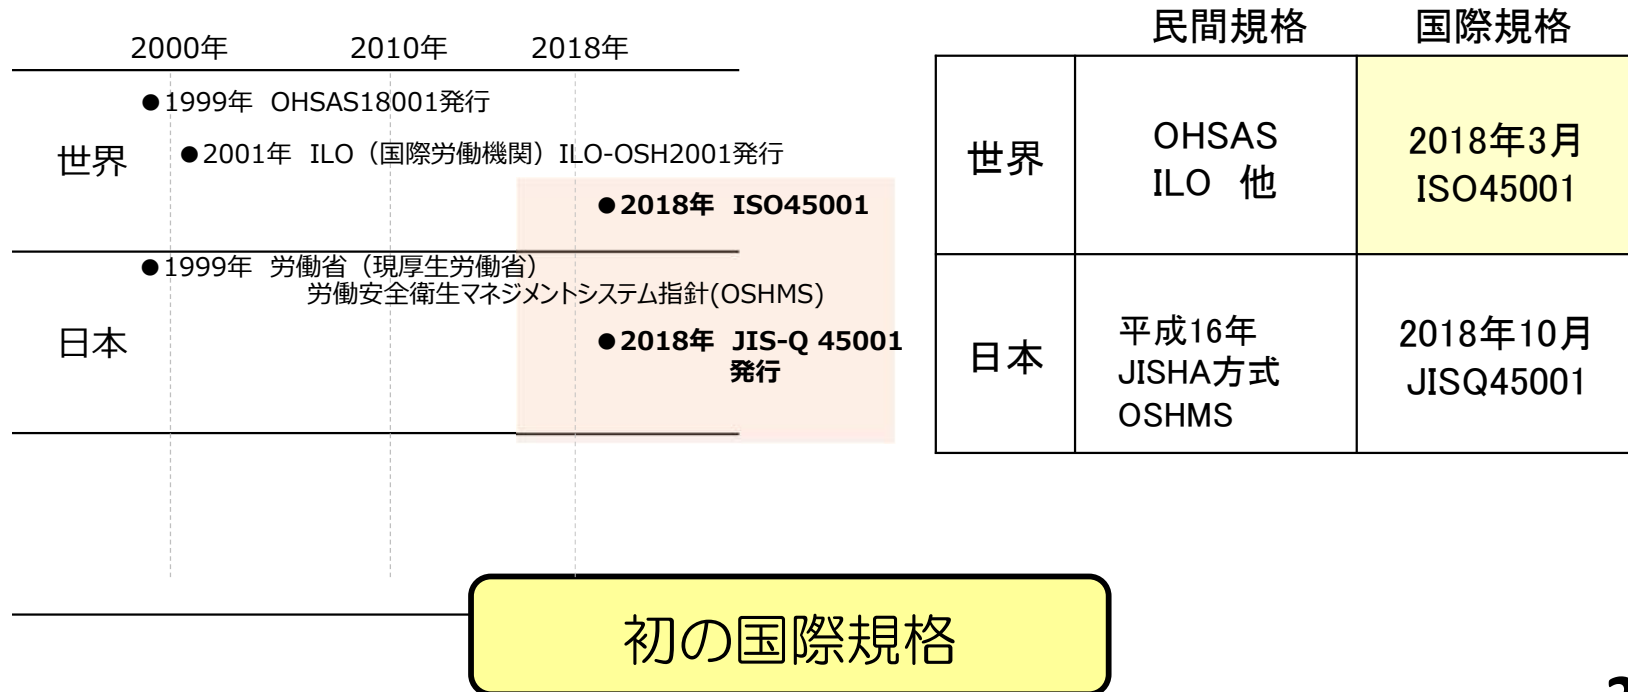 2000年 2010年 2018年
●1999年 OHSAS18001発行
世界
●2001年 ILO（国際労働機関）ILO-OSH2001発行
●2018年 ISO45001
●1999年 労働省（現厚生労働省）
労働安全衛生マネジメントシステム指針(OSHMS)
日本
●2018年 JIS-Q 45001
発行
民間規格 国際規格
世界
OHSAS
ILO 他
2018年3月
ISO45001
日本
平成16年
JISHA方式
OSHMS
2018年10月
JISQ45001
初の国際規格